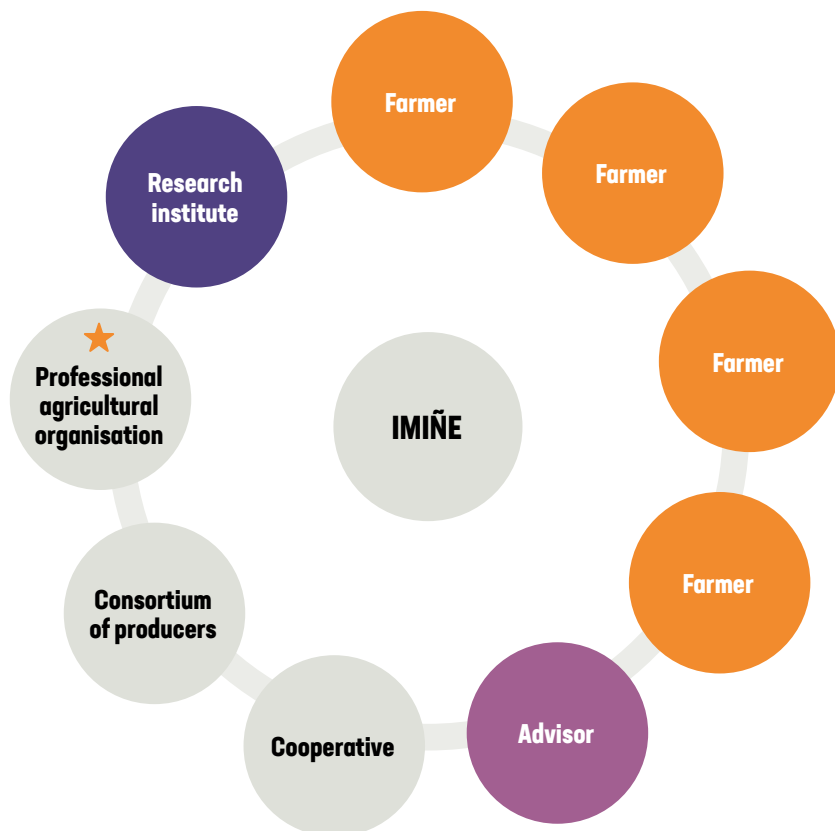 Farmer
Farmer
Research
institute
Farmer
Professional
agricultural
organisation
IMIÑE
Farmer
Consortium
of producers
Advisor
Cooperative